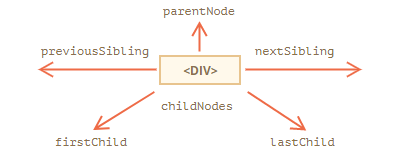 parentNode
previousSibling
nextSibling
<DIV>
childNodes
firstChild
lastChild